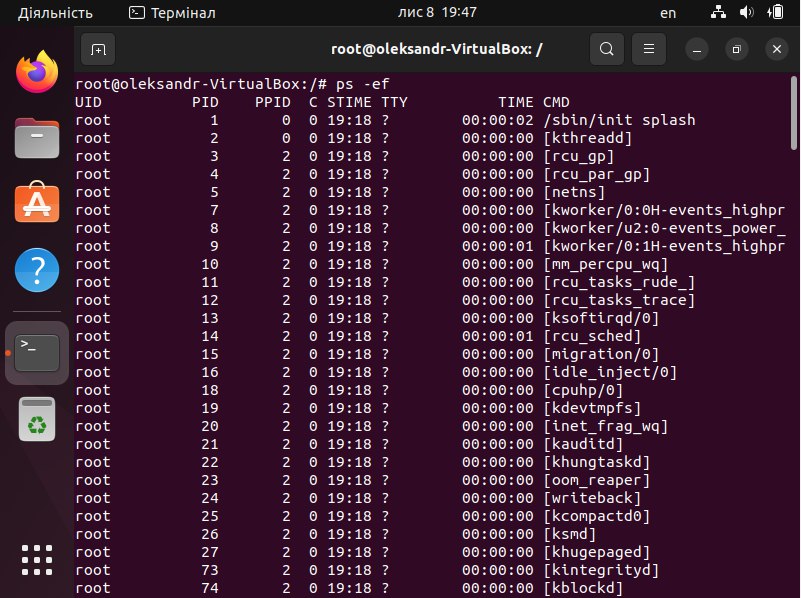 Діяльність Термінал лис 8 19:47 en
root@oleksandr-VirtualBox: /
root@oleksandr-VirtualBox:/# ps -ef
UID PID PPID C STIME TTY TIME CMD
root 1 0 0 19:18 ? 00:00:02 /sbin/init splash
root 2 0 0 19:18 ? 00:00:00 [kthreadd]
root 3 2 0 19:18 ? 00:00:00 [rcu_gp]
root 4 2 0 19:18 ? 00:00:00 [rcu_par_gp]
root 5 2 0 19:18 ? 00:00:00 [netns]
root 7 2 0 19:18 ? 00:00:00 [kworker/0:0H-events_highpr
root 8 2 0 19:18 ? 00:00:00 [kworker/u2:0-events_power_
root 9 2 0 19:18 ? 00:00:01 [kworker/0:1H-events_highpr
root 10 2 0 19:18 ? 00:00:00 [mm_percpu_wq]
root 11 2 0 19:18 ? 00:00:00 [rcu_tasks_rude_]
root 12 2 0 19:18 ? 00:00:00 [rcu_tasks_trace]
root 13 2 0 19:18 ? 00:00:00 [ksoftirqd/0]
root 14 2 0 19:18 ? 00:00:01 [rcu_sched]
root 15 2 0 19:18 ? 00:00:00 [migration/0]
root 16 2 0 19:18 ? 00:00:00 [idle_inject/0]
root 18 2 0 19:18 ? 00:00:00 [cpuhp/0]
root 19 2 0 19:18 ? 00:00:00 [kdevtmpfs]
root 20 2 0 19:18 ? 00:00:00 [inet_frag_wq]
root 21 2 0 19:18 ? 00:00:00 [kauditd]
root 22 2 0 19:18 ? 00:00:00 [khungtaskd]
root 23 2 0 19:18 ? 00:00:00 [oom_reaper]
root 24 2 0 19:18 ? 00:00:00 [writeback]
root 25 2 0 19:18 ? 00:00:00 [kcompactd0]
root 26 2 0 19:18 ? 00:00:00 [ksmd]
root 27 2 0 19:18 ? 00:00:00 [khugepaged]
root 73 2 0 19:18 ? 00:00:00 [kintegrityd]
root 74 2 0 19:18 ? 00:00:00 [kblockd]